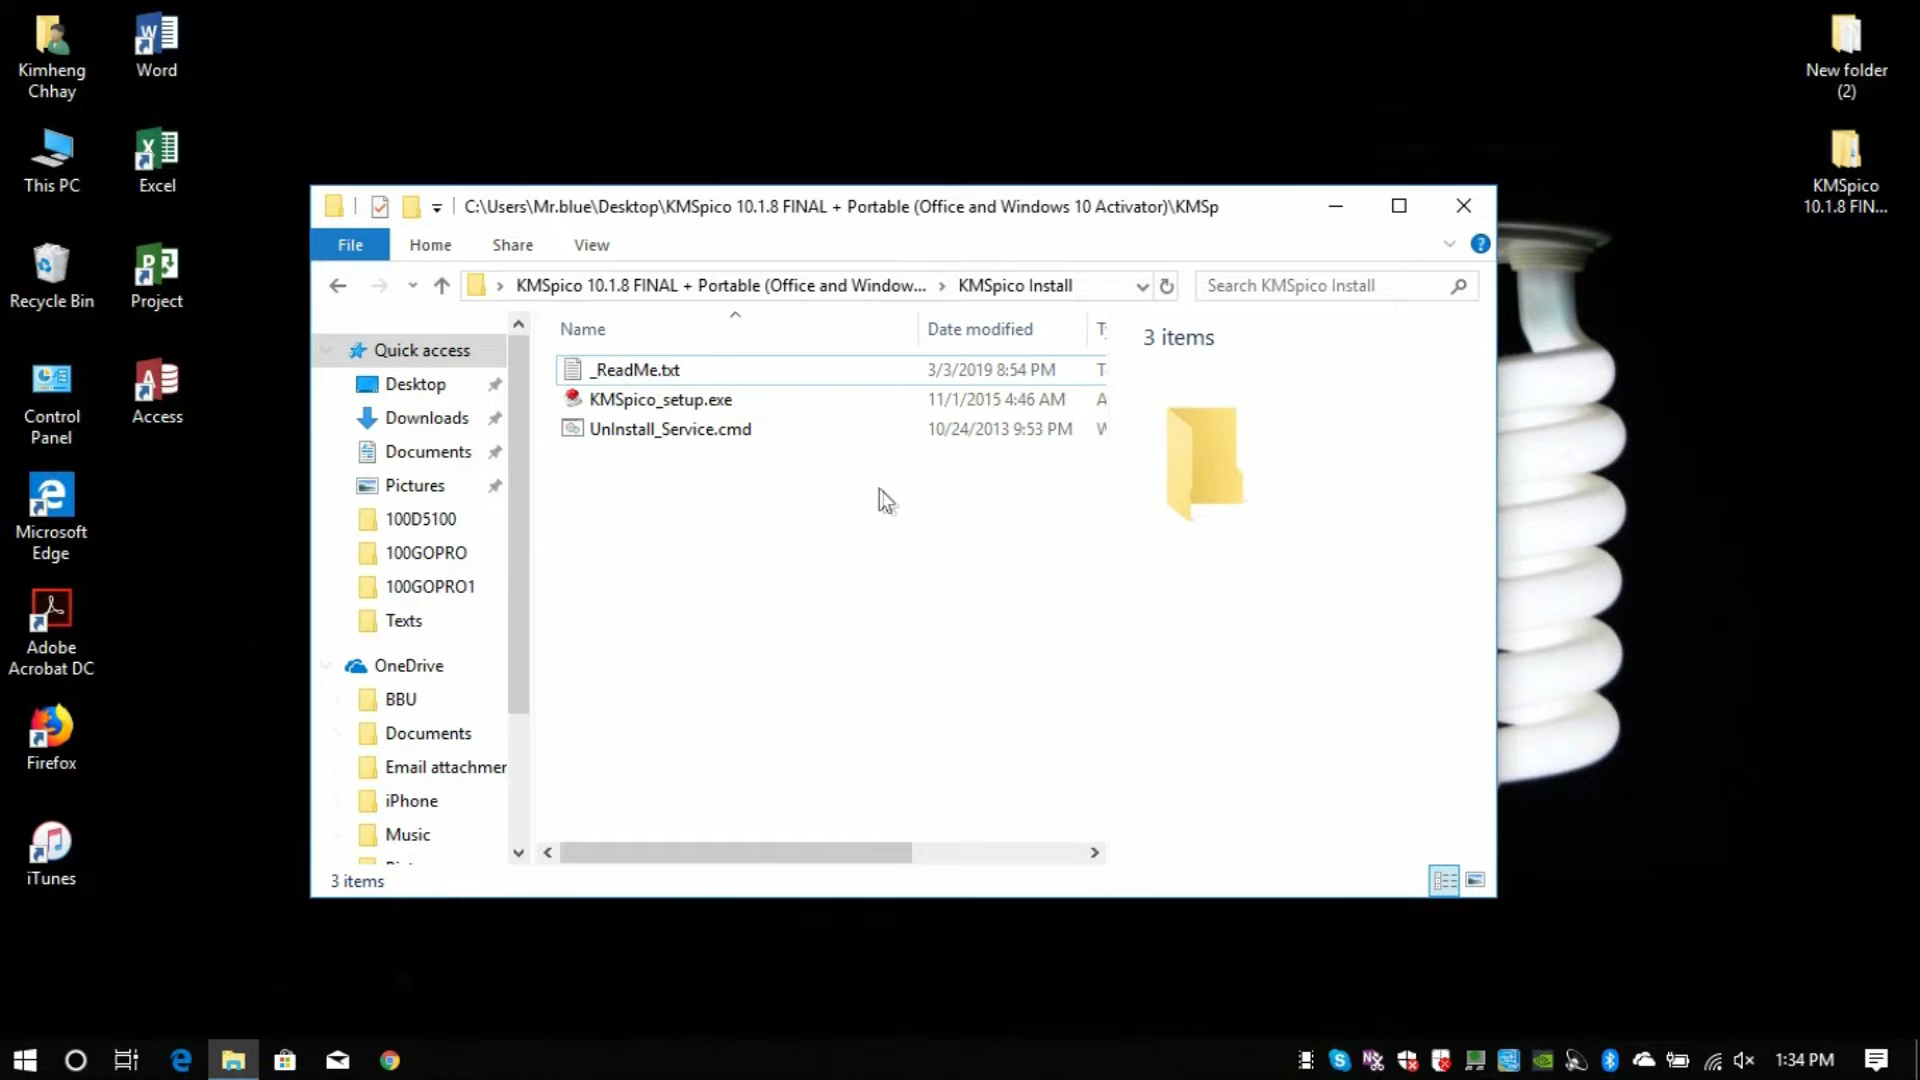 Kimheng
Chhay
Word
This PC
Excel
Recycle Bin
Project
Control
Panel
Access
Microsoft
Edge
Adobe
Acrobat DC
Firefox
iTunes
New folder
(2)
KMSpico
10.1.8 FIN...
C:\Users\Mr.blue\Desktop\KMSpico 10.1.8 FINAL + Portable (Office and Windows 10 Activator)\KMSp
File
Home
Share
View
KMSpico 10.1.8 FINAL + Portable (Office and Window...
KMSpico Install
Search KMSpico Install
Quick access
Desktop
Downloads
Documents
Pictures
100D5100
100GOPRO
100GOPRO1
Texts
OneDrive
BBU
Documents
Email attachmer
iPhone
Music
Name
Date modified
_ReadMe.txt
3/3/2019 8:54 PM
KMSpico_setup.exe
11/1/2015 4:46 AM
UnInstall_Service.cmd
10/24/2013 9:53 PM
3 items
3 items
1:34 PM